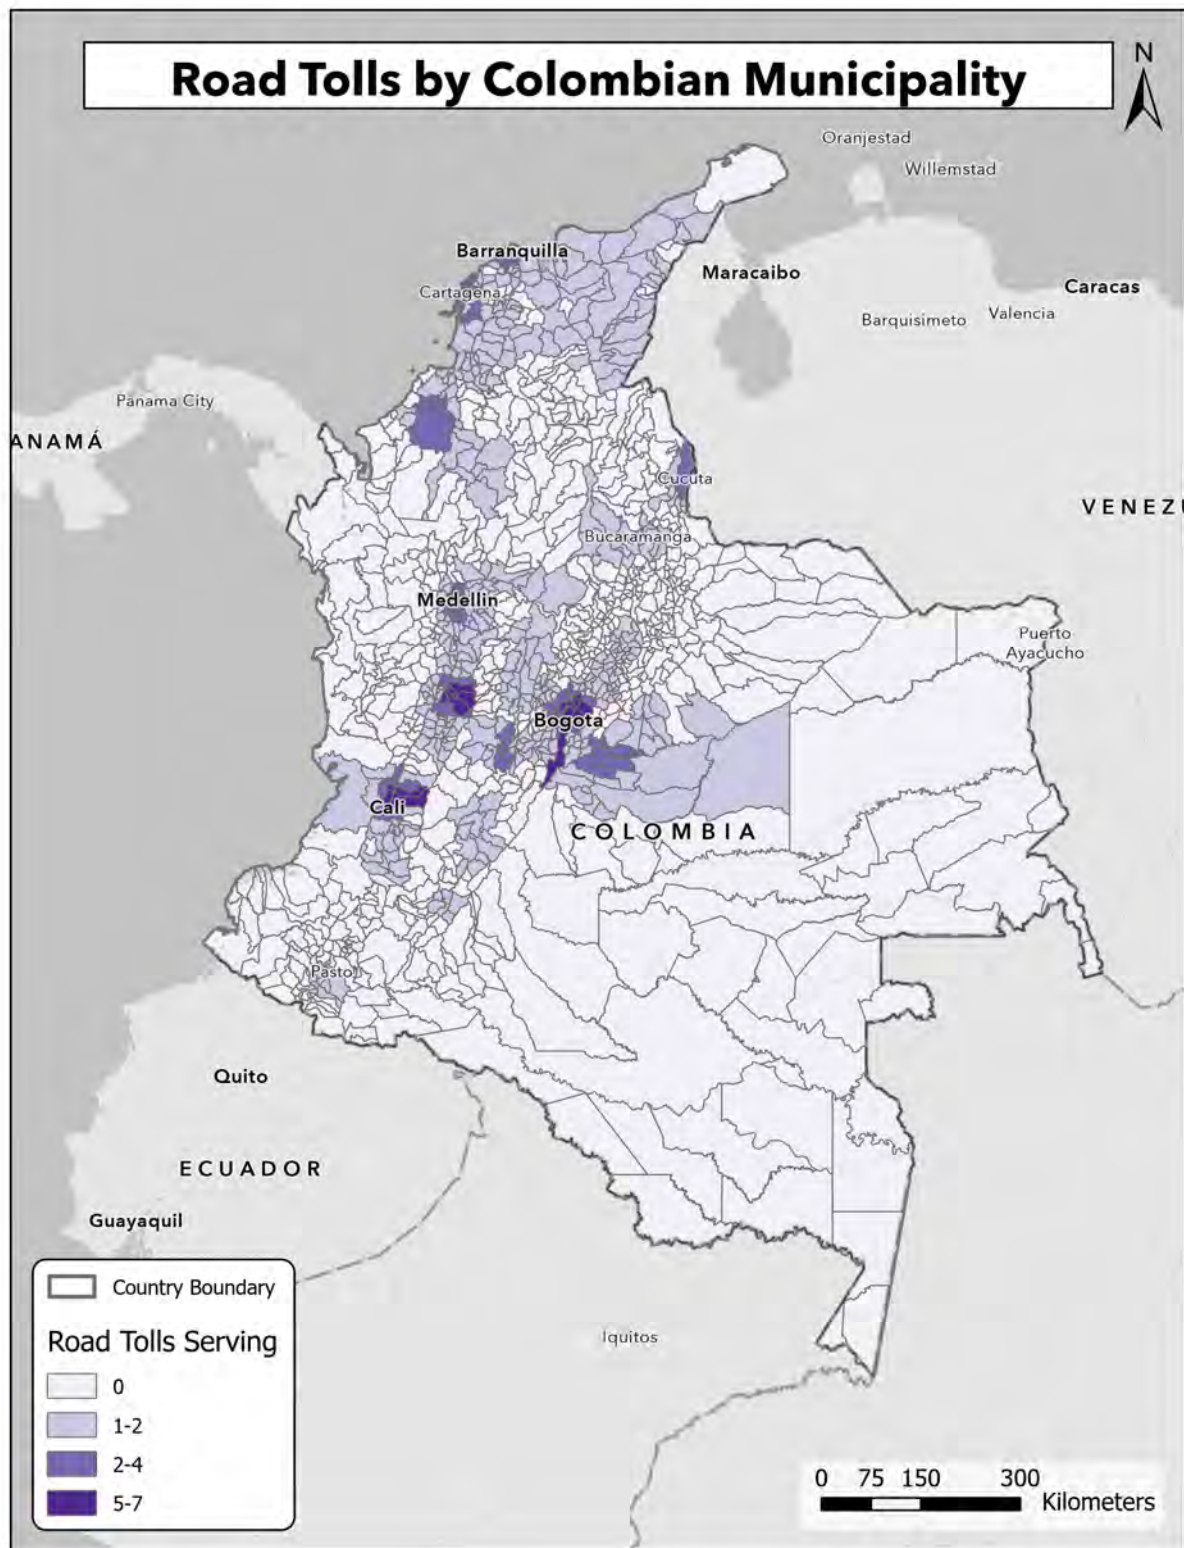 Road Tolls by Colombian Municipality
N
Oranjestad
Willemstad
Barranquilla
Maracaibo
Cartagena
Caracas
Barquisimeto
Valencia
Panama City
ANAMÁ
Cucuta
VENEZU
Bucaramanga
Medellin
Puerto
Ayacucho
Bogota
Cali
COLOMBIA
Pasto
Quito
ECUADOR
Guayaquil
Iquitos
Country Boundary
Road Tolls Serving
0
1-2
2-4
5-7
0 75 150 300
Kilometers